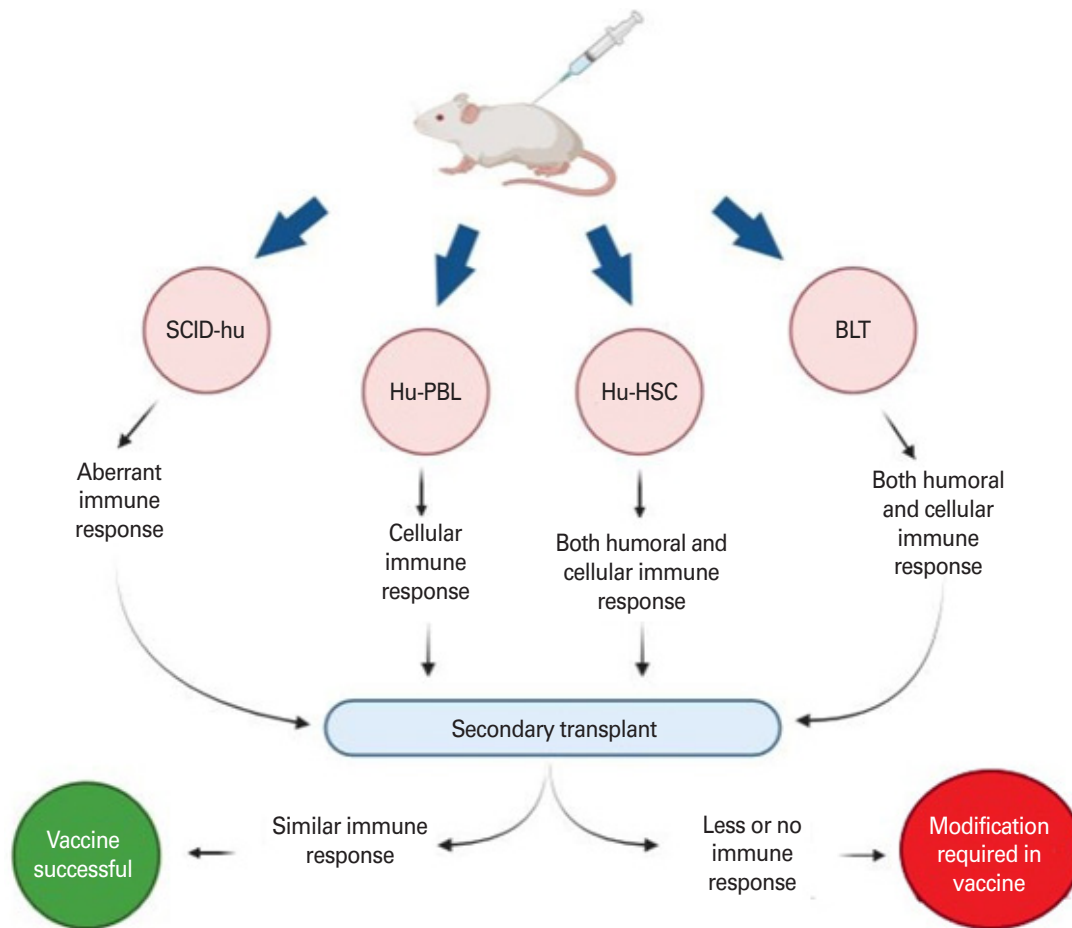 SCID-hu
Hu-PBL
Hu-HSC
BLT
Aberrant
immune
response
Cellular
immune
response
Both humoral and
cellular immune
response
Both humoral
and cellular
immune
response
Secondary transplant
Vaccine
successful
Similar immune
response
Less or no
immune
response
Modification
required in
vaccine